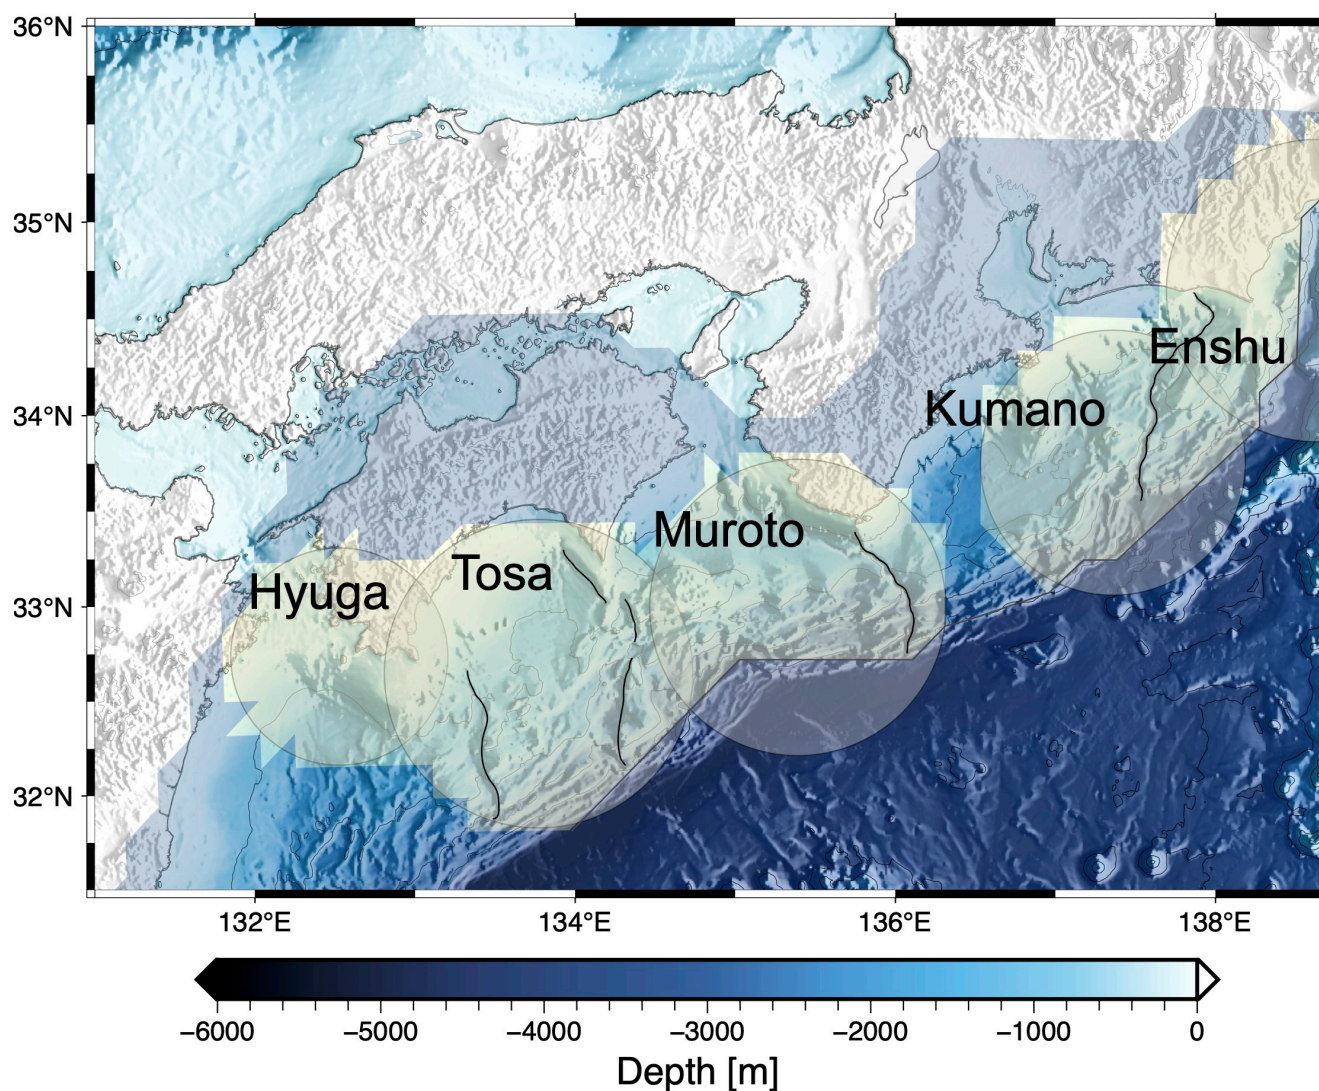 36°N
35°N
34°N
33°N
32°N
Enshu
Kumano
Muroto
Tosa
Hyuga
132°E 134°E 136°E 138°E
−6000 −5000 −4000 −3000 −2000 −1000 0
Depth [m]